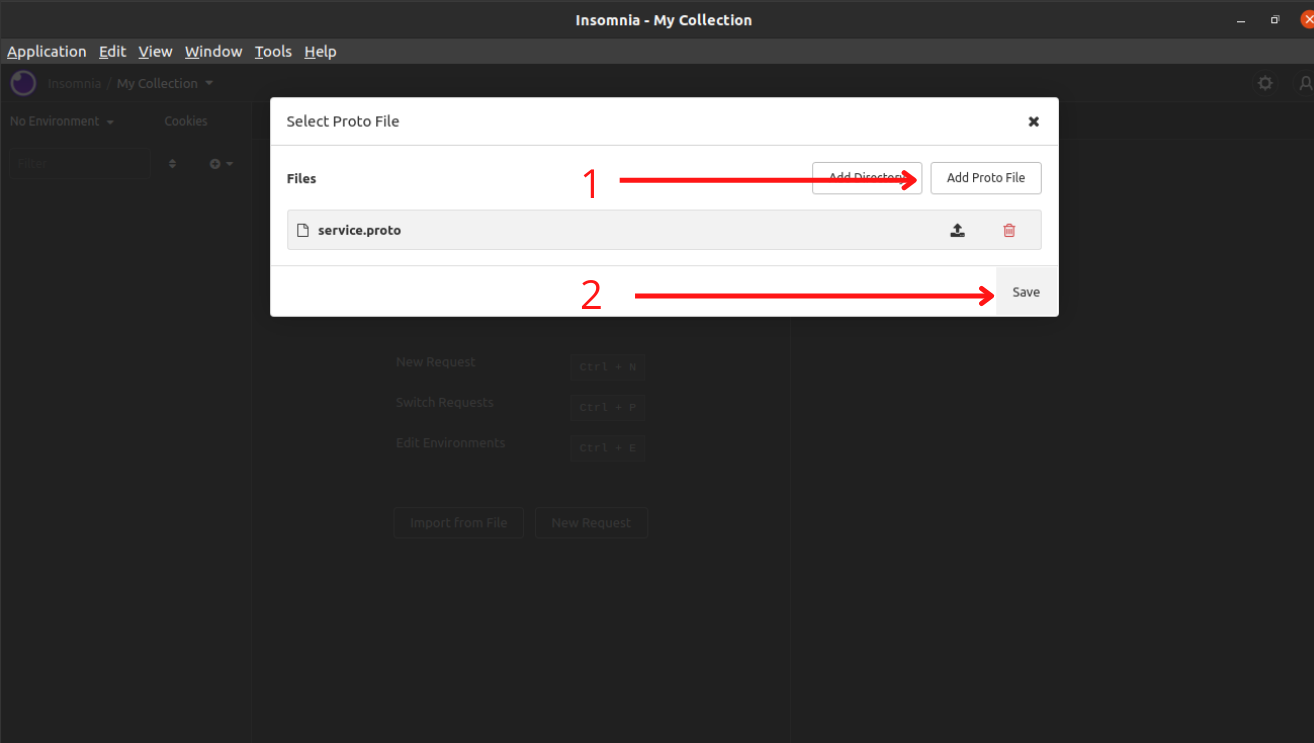 Insomnia - My Collection
Application Edit View Window Tools Help
Insomnia / My Collection
No Environment Cookies
Filter
Select Proto File
Files 1 Add Directory Add Proto File
service.proto
2 Save
New Request Ctrl + N
Switch Requests Ctrl + P
Edit Environments Ctrl + E
Import from File New Request